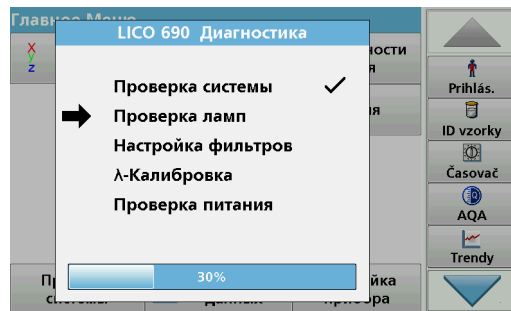 Главное Меню
LICO 690 Диагностика
x
y
z
Проверка системы
Проверка ламп
Настройка фильтров
λ-Калибровка
Проверка питания
30%
Prihlás.
ID vzorky
Časovač
AQA
Trendy